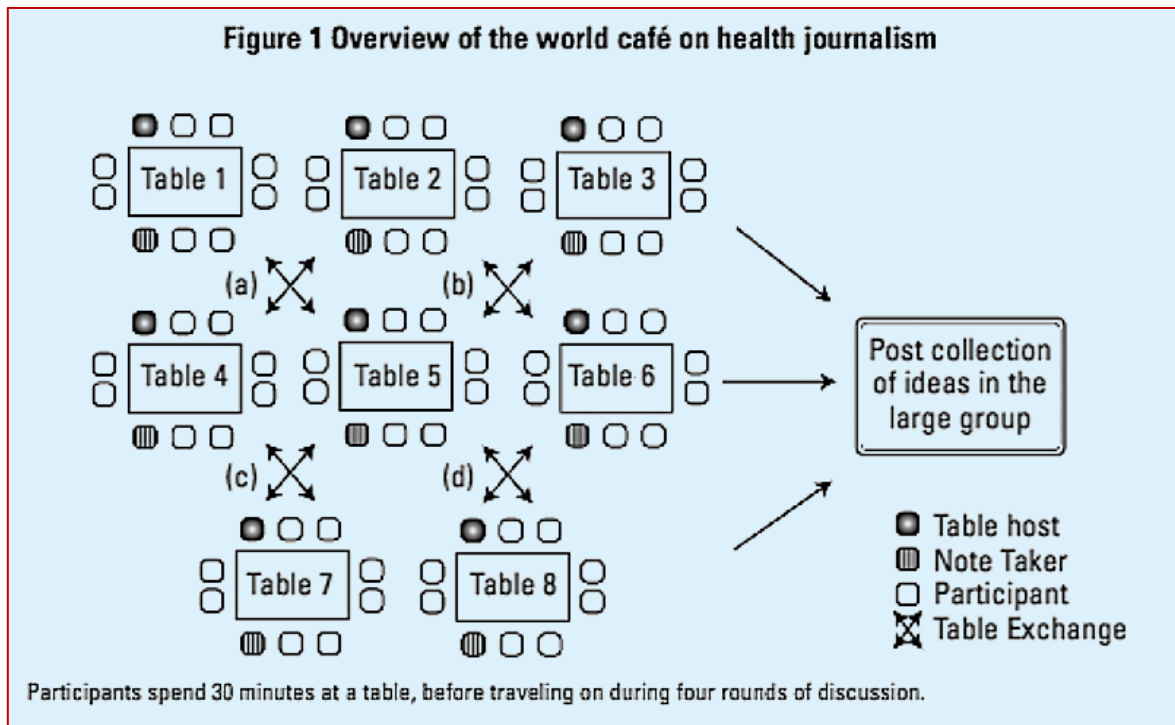 Figure 1 Overview of the world café on health journalism
Table 1
Table 2
Table 3
(a)
(b)
Table 4
Table 5
Table 6
Post collection
of ideas in the
large group
(c)
(d)
Table 7
Table 8
Table host
Note Taker
Participant
Table Exchange
Participants spend 30 minutes at a table, before traveling on during four rounds of discussion.